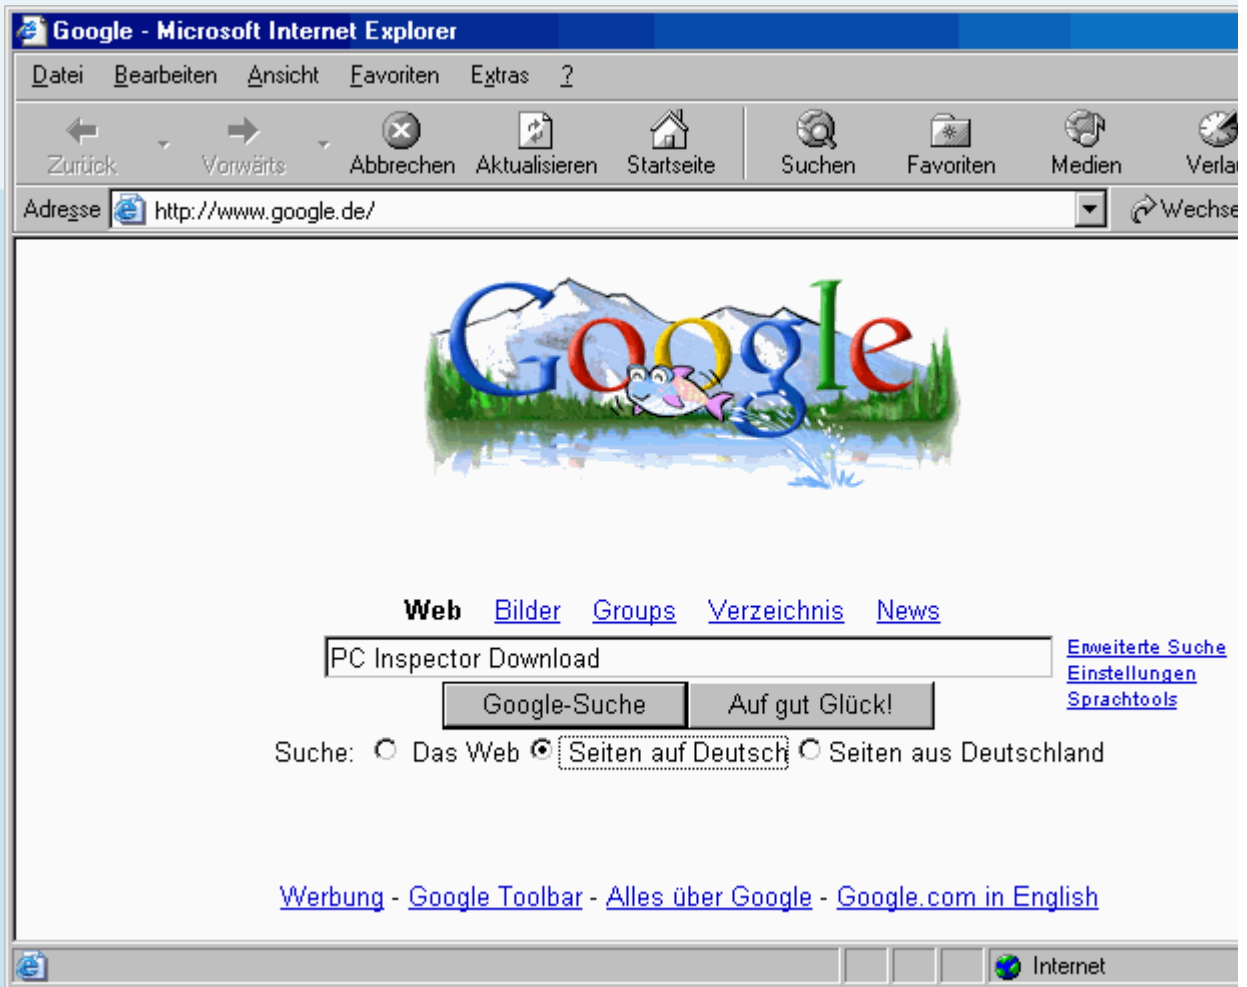 Google - Microsoft Internet Explorer
Datei Bearbeiten Ansicht Favoriten Extras ?
Zurück Vorwärts Abbrechen Aktualisieren Startseite Suchen Favoriten Medien Verlau
Adresse http://www.google.de/ Wechse
Google
Web Bilder Groups Verzeichnis News
PC Inspector Download
Erweiterte Suche
Einstellungen
Sprachtools
Google-Suche Auf gut Glück!
Suche: Das Web Seiten auf Deutsch Seiten aus Deutschland
Werbung - Google Toolbar - Alles über Google - Google.com in English
Internet